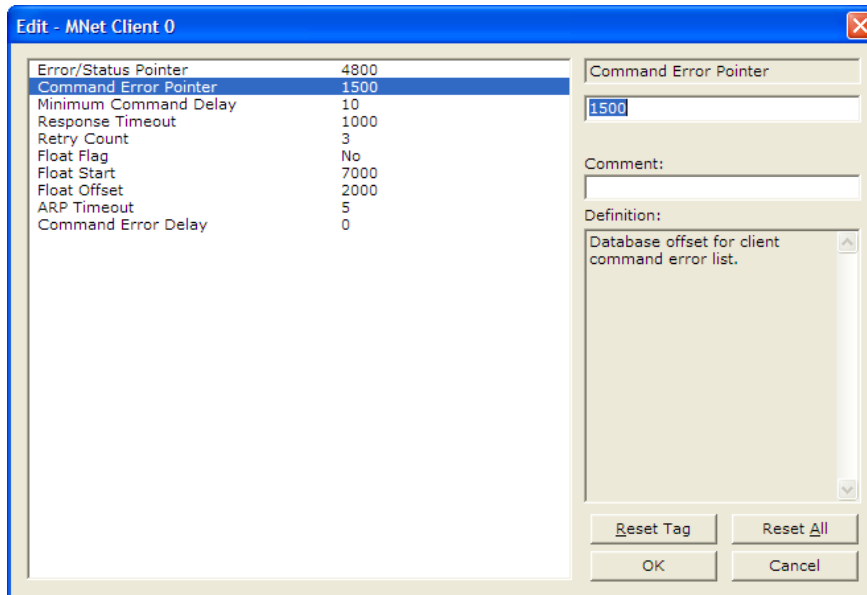 Edit - MNet Client 0
Error/Status Pointer 4800
Command Error Pointer 1500
Minimum Command Delay 10
Response Timeout 1000
Retry Count 3
Float Flag No
Float Start 7000
Float Offset 2000
ARP Timeout 5
Command Error Delay 0
Command Error Pointer
1500
Comment:
Definition:
Database offset for client
command error list.
Reset Tag Reset All
OK Cancel